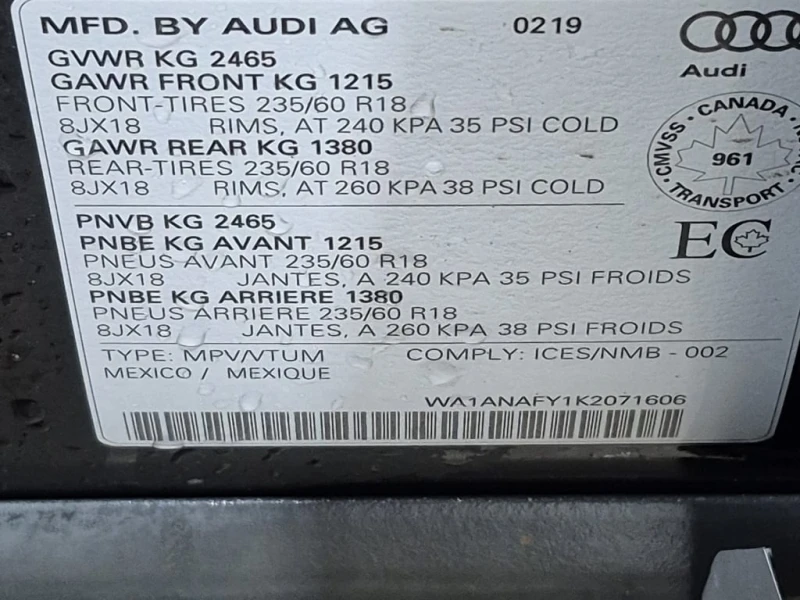 MFD. BY AUDI AG 0219
Audi
GVWR KG 2465
GAWR FRONT KG 1215
FRONT-TIRES 235/60 R18
8JX18 RIMS, AT 240 KPA 35 PSI COLD
GAWR REAR KG 1380
REAR-TIRES 235/60 R18
8JX18 RIMS, AT 260 KPA 38 PSI COLD
CANADA
CMVSS
961
TRANSPORT
PNVB KG 2465
PNBE KG AVANT 1215
PNEUS AVANT 235/60 R18
8JX18 JANTES, A 240 KPA 35 PSI FROIDS
PNBE KG ARRIERE 1380
PNEUS ARRIERE 235/60 R18
8JX18 JANTES, A 260 KPA 38 PSI FROIDS
EC
TYPE: MPV/VTUM COMPLY: ICES/NMB - 002
MEXICO / MEXIQUE
WA1ANAFY1K2071606